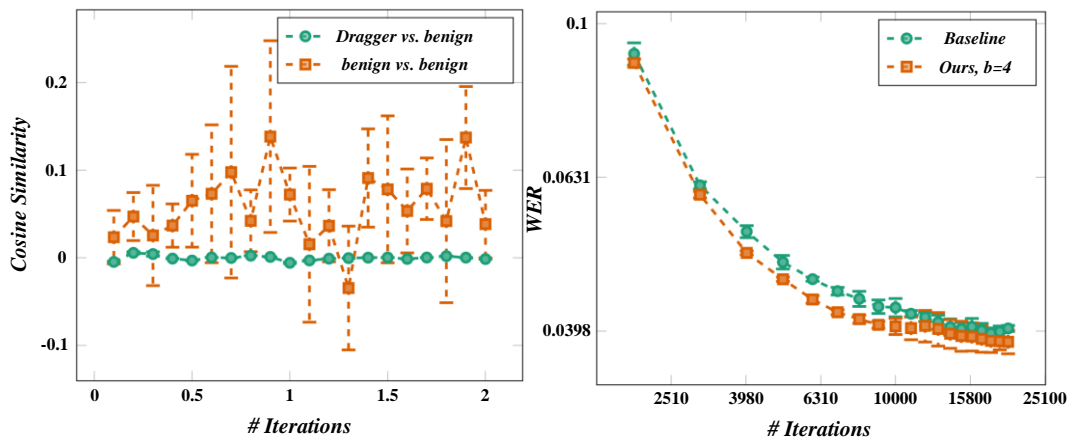 Dragger vs. benign
benign vs. benign
0.2
0.1
0
-0.1
Cosine Similarity
0
0.5
1
1.5
2
# Iterations
Baseline
Ours, b=4
0.1
0.0631
0.0398
WER
2510
3980
6310
10000
15800
25100
# Iterations